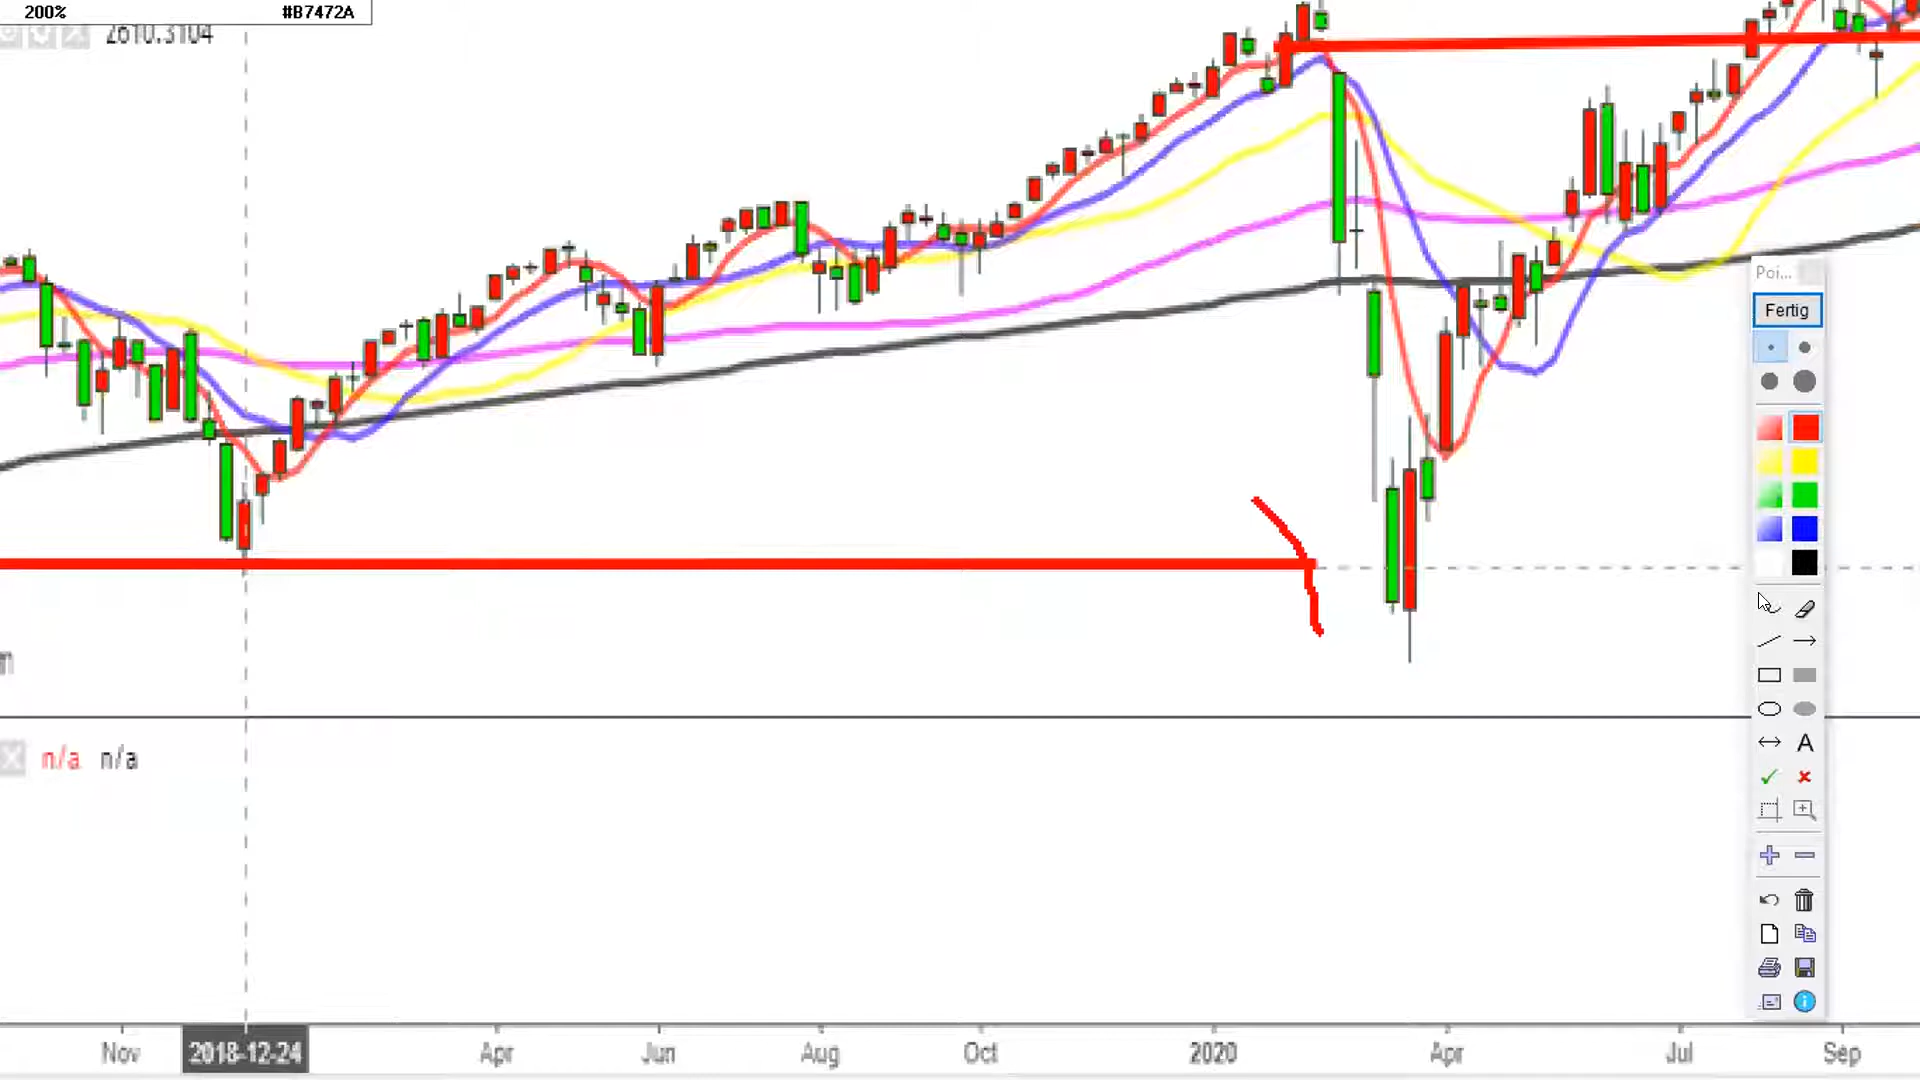 200% #B7472A
2610.3104
Poi...
Fertig
A
n/a n/a
Nov 2018-12-24 Apr Jun Aug Oct 2020 Apr Jul Sep